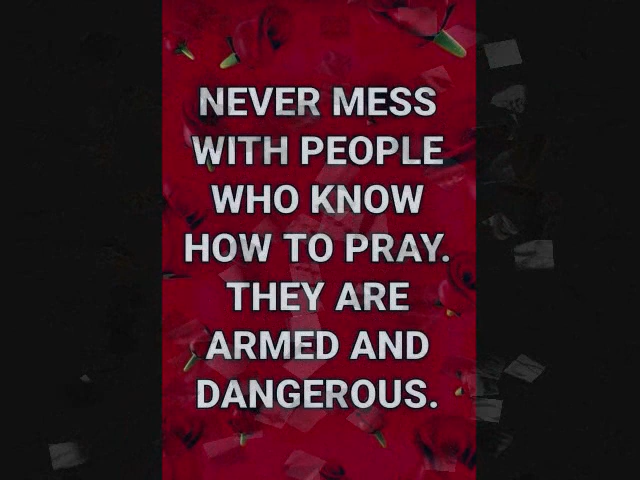 NEVER MESS
WITH PEOPLE
WHO KNOW
HOW TO PRAY.
THEY ARE
ARMED AND
DANGEROUS.